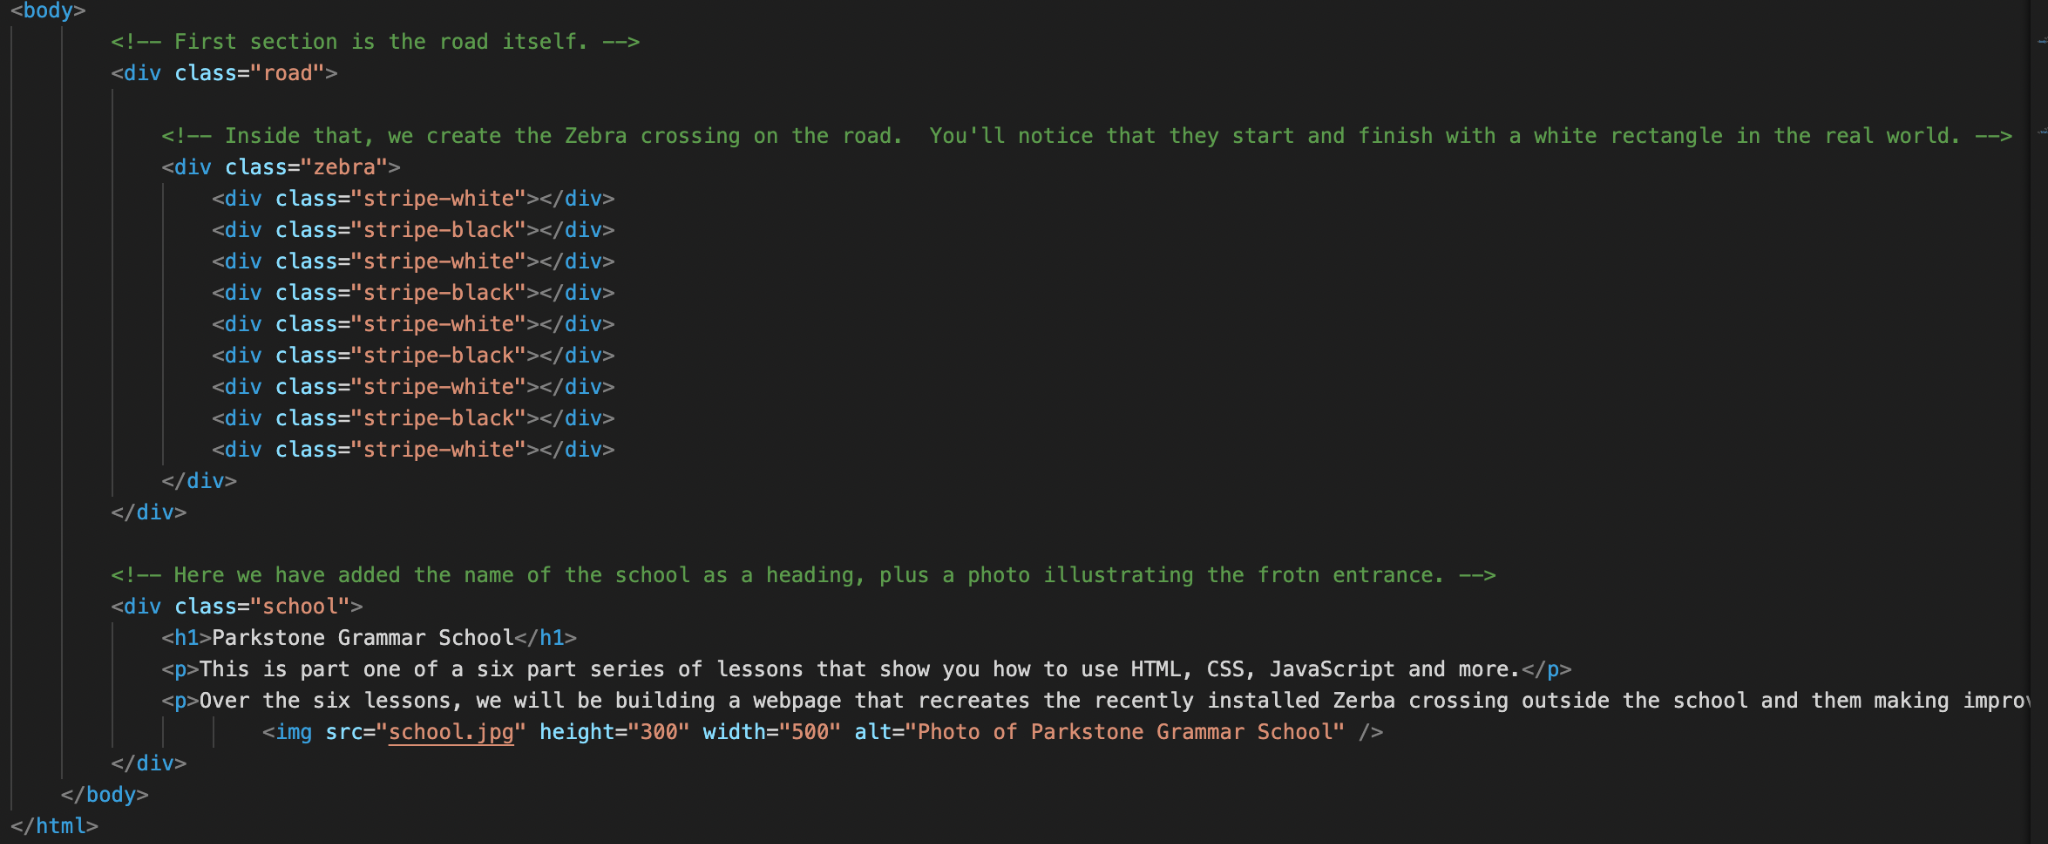 <body>
<!-- First section is the road itself. -->
<div class="road">
<!-- Inside that, we create the Zebra crossing on the road.  You'll notice that they start and finish with a white rectangle in the real world. -->
<div class="zebra">
<div class="stripe-white"></div>
<div class="stripe-black"></div>
<div class="stripe-white"></div>
<div class="stripe-black"></div>
<div class="stripe-white"></div>
<div class="stripe-black"></div>
<div class="stripe-white"></div>
<div class="stripe-black"></div>
<div class="stripe-white"></div>
</div>
</div>
<!-- Here we have added the name of the school as a heading, plus a photo illustrating the frotn entrance. -->
<div class="school">
<h1>Parkstone Grammar School</h1>
<p>This is part one of a six part series of lessons that show you how to use HTML, CSS, JavaScript and more.</p>
<p>Over the six lessons, we will be building a webpage that recreates the recently installed Zerba crossing outside the school and them making
<img src="school.jpg" height="300" width="500" alt="Photo of Parkstone Grammar School" />
</div>
</body>
</html>